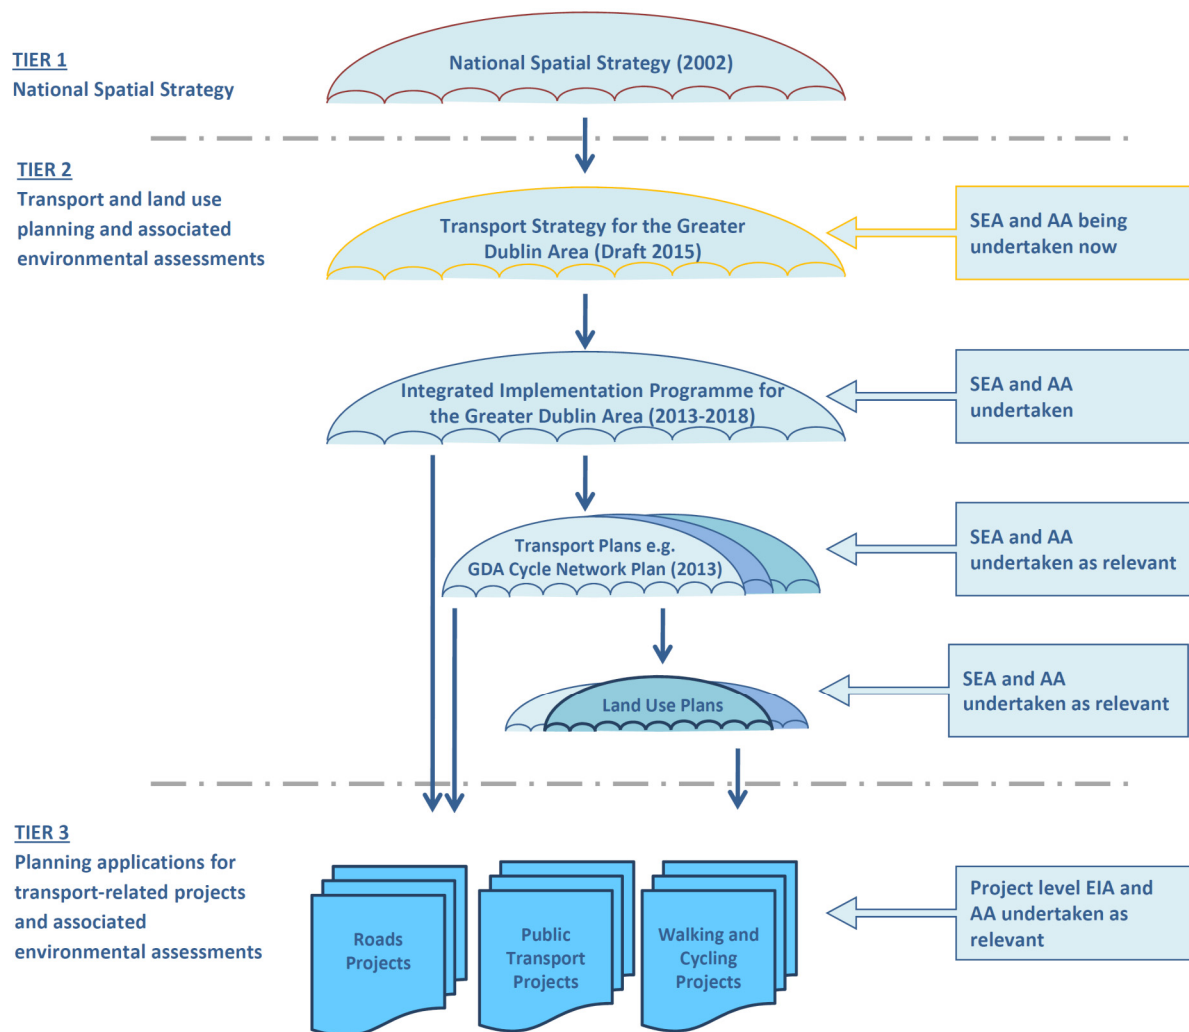 TIER 1
National Spatial Strategy
National Spatial Strategy (2002)
TIER 2
Transport and land use
planning and associated
environmental assessments
Transport Strategy for the Greater
Dublin Area (Draft 2015)
SEA and AA being
undertaken now
Integrated Implementation Programme for
the Greater Dublin Area (2013-2018)
SEA and AA
undertaken
Transport Plans e.g.
GDA Cycle Network Plan (2013)
SEA and AA
undertaken as relevant
Land Use Plans
SEA and AA
undertaken as relevant
TIER 3
Planning applications for
transport-related projects
and associated
environmental assessments
Roads
Projects
Public
Transport
Projects
Walking and
Cycling
Projects
Project level EIA and
AA undertaken as
relevant